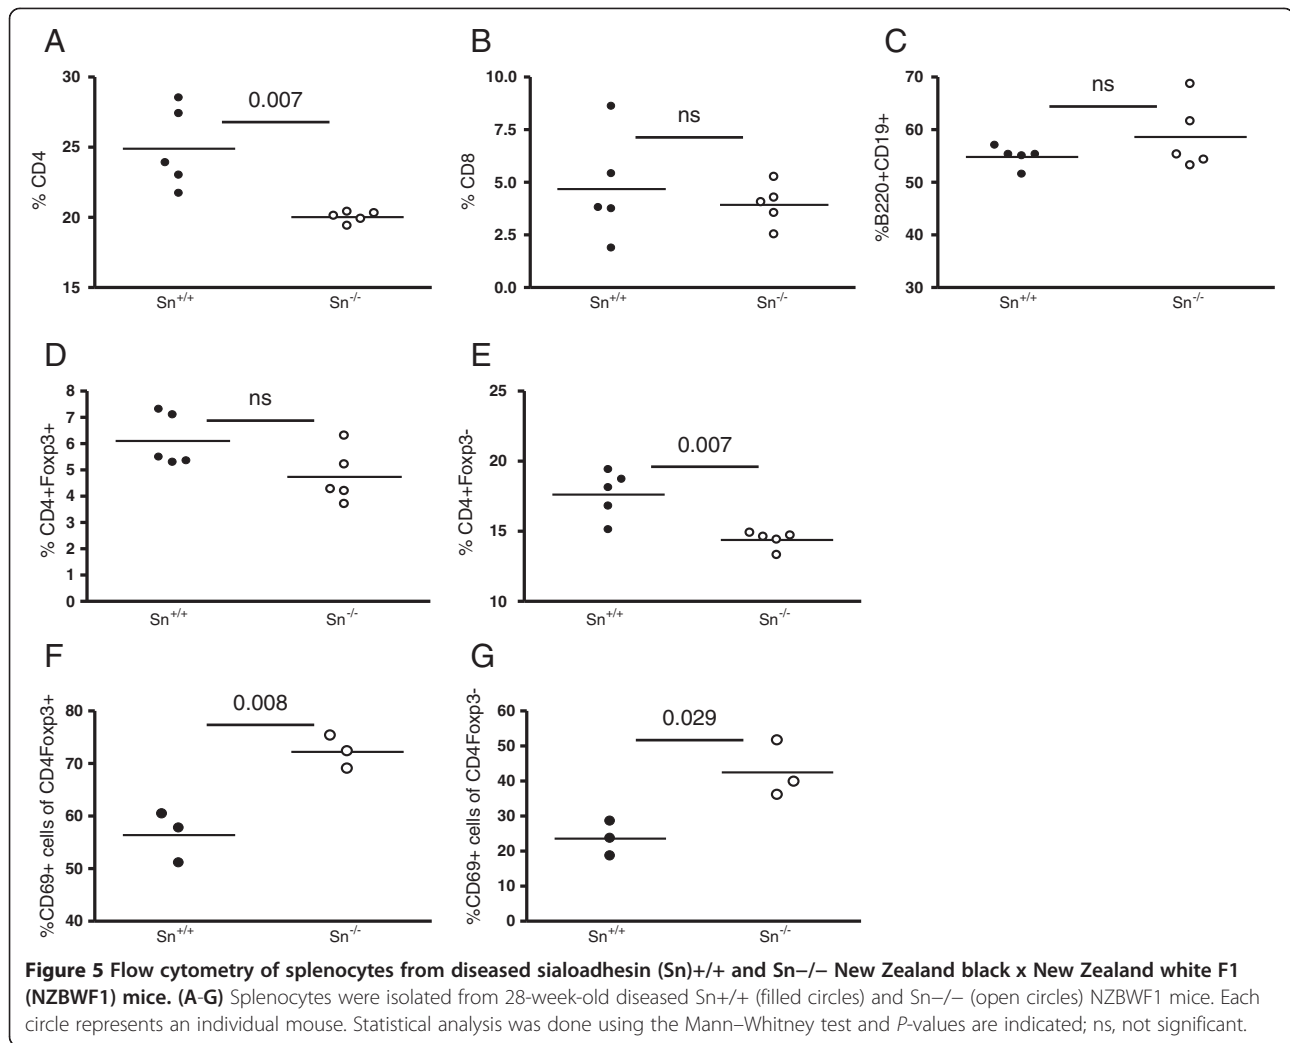 A
% CD4
30
25
20
15
0.007
Sn+/+
Sn-/-
B
% CD8
10.0
7.5
5.0
2.5
0.0
ns
Sn+/+
Sn-/-
C
%B220+CD19+
70
60
50
40
30
ns
Sn+/+
Sn-/-
D
% CD4+Foxp3+
8
7
6
5
4
3
2
1
0
ns
Sn+/+
Sn-/-
E
% CD4+Foxp3-
25
20
15
10
0.007
Sn+/+
Sn-/-
F
%CD69+ cells of CD4Foxp3+
80
70
60
50
40
0.008
Sn+/+
Sn-/-
G
%CD69+ cells of CD4Foxp3-
60
50
40
30
20
10
0
0.029
Sn+/+
Sn-/-
Figure 5 Flow cytometry of splenocytes from diseased sialoadhesin (Sn)+/+ and Sn−/− New Zealand black x New Zealand white F1
(NZBWF1) mice. (A-G) Splenocytes were isolated from 28-week-old diseased Sn+/+ (filled circles) and Sn−/− (open circles) NZBWF1 mice. Each
circle represents an individual mouse. Statistical analysis was done using the Mann–Whitney test and P-values are indicated; ns, not significant.